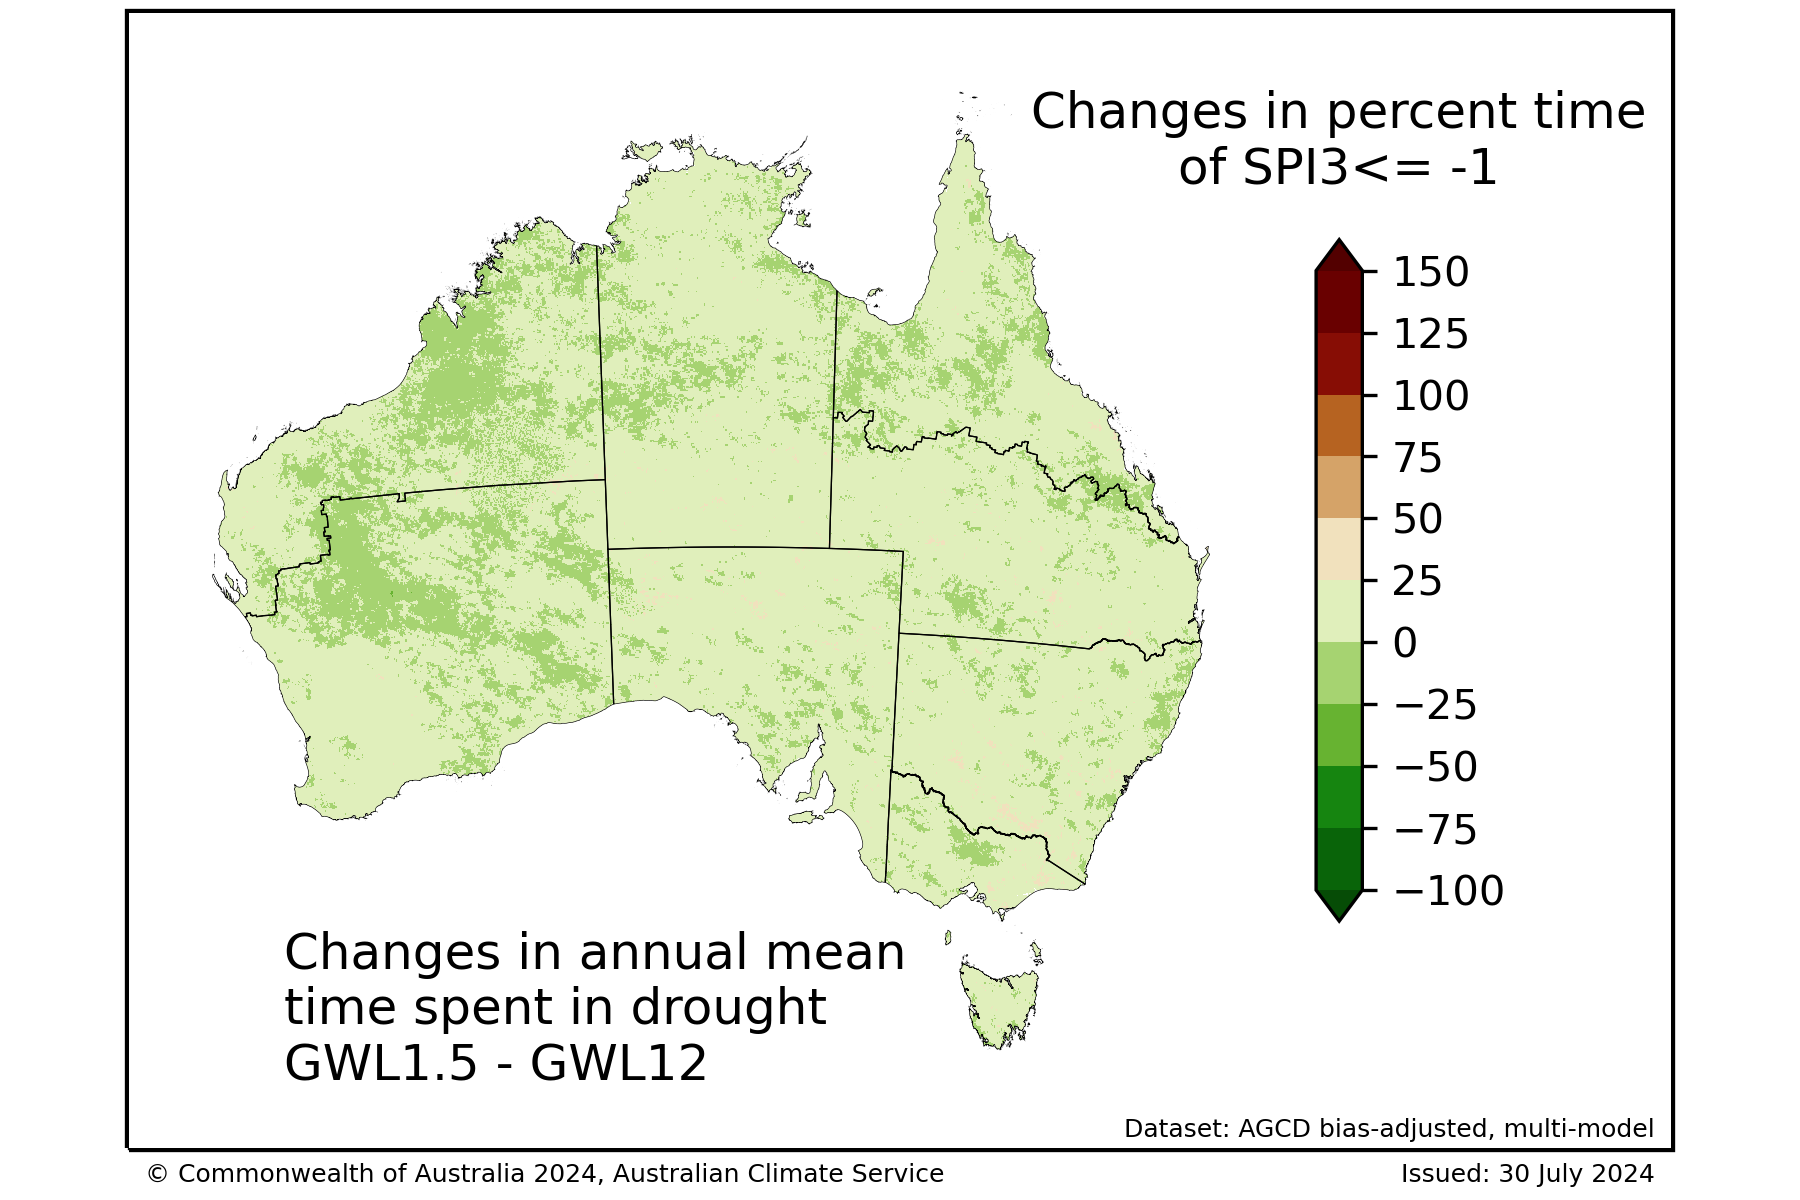 Changes in percent time
of SPI3<= -1
150
125
100
75
50
25
0
−25
−50
−75
−100
Changes in annual mean
time spent in drought
GWL1.5 - GWL12
Dataset: AGCD bias-adjusted, multi-model
© Commonwealth of Australia 2024, Australian Climate Service
Issued: 30 July 2024